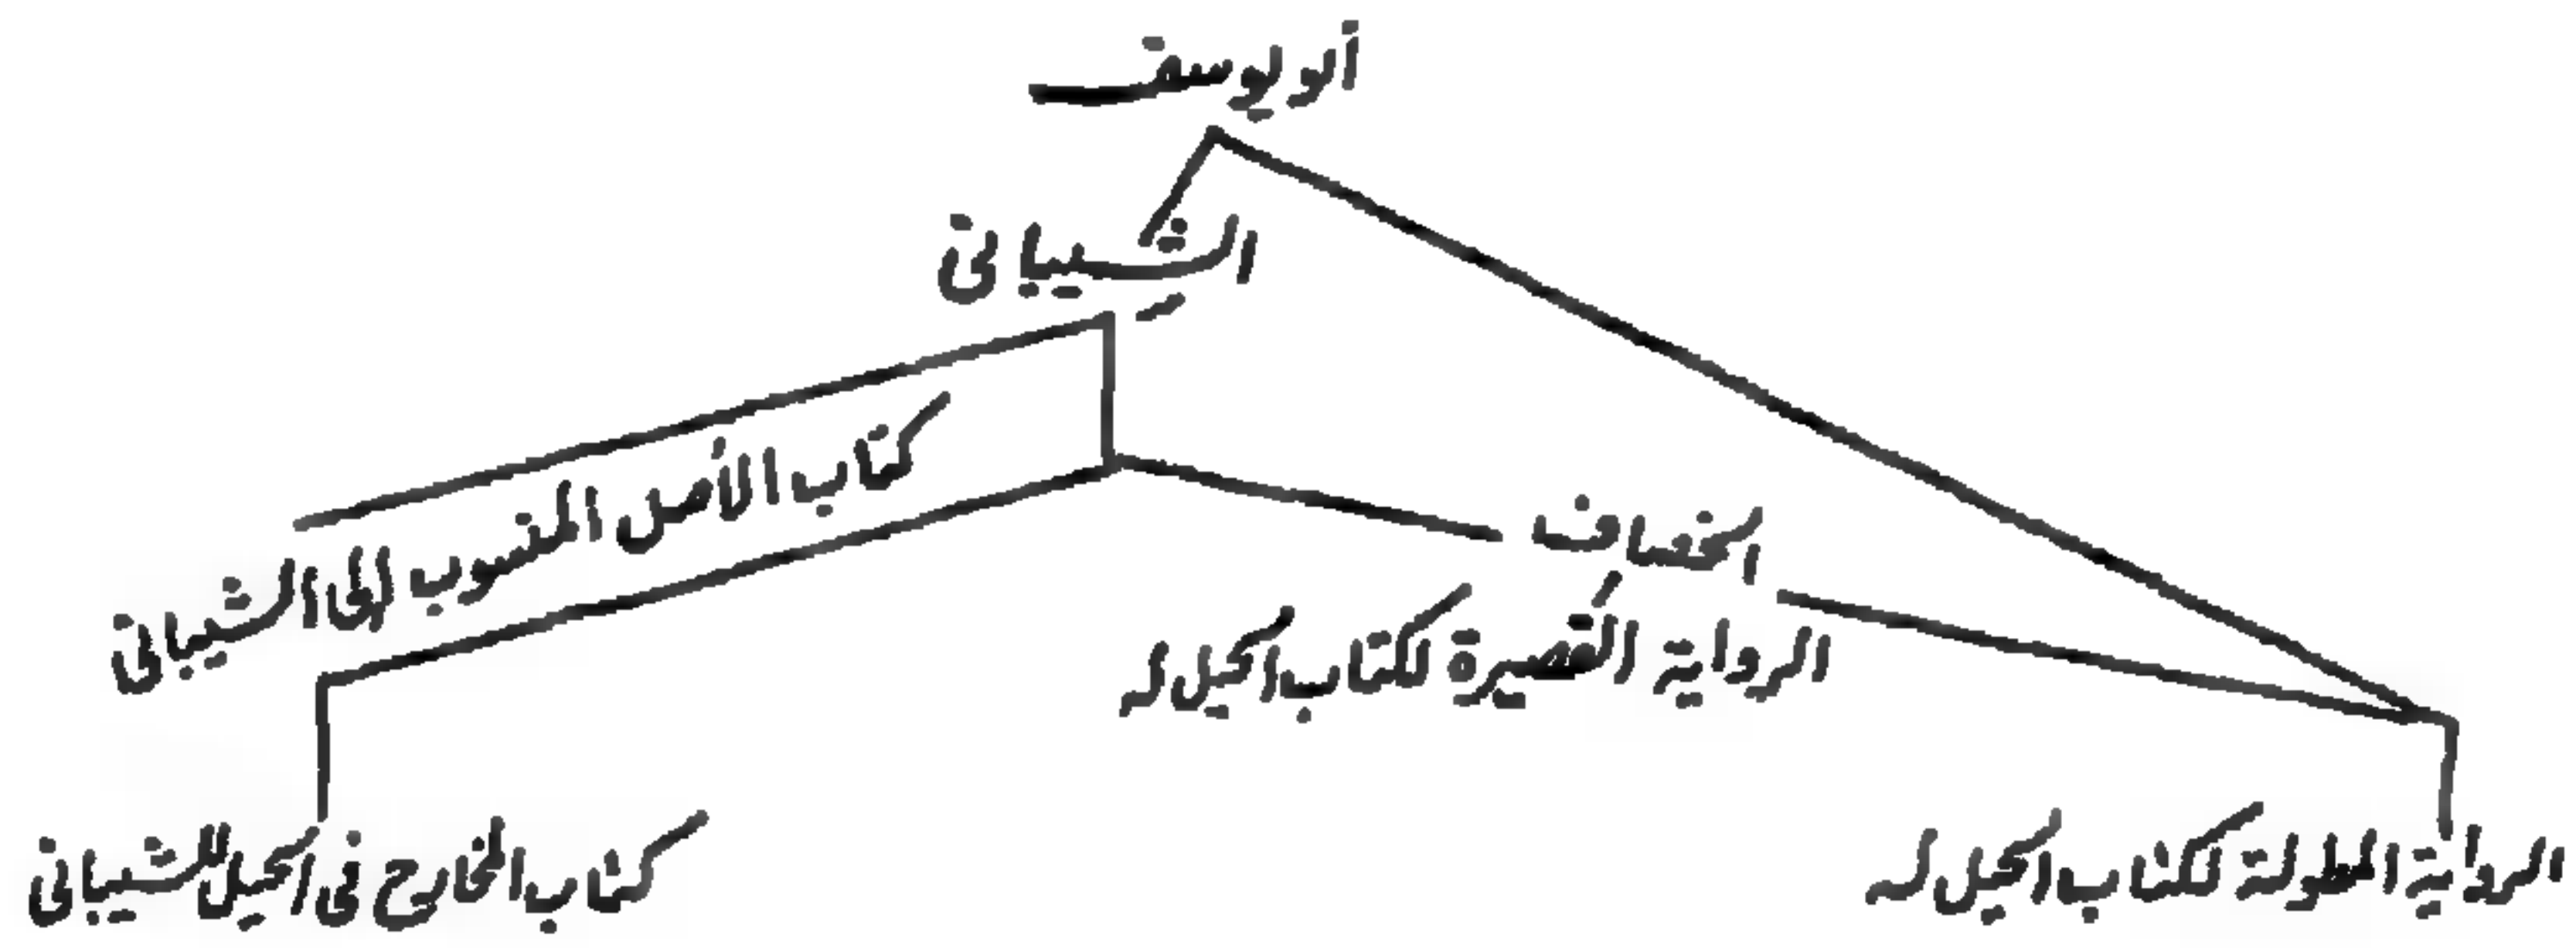 أبو يوسف
الشيباني
كتاب الأصل المنسوب إلى الشيباني
الخصاف
الرواية القصيرة لكتاب الحيل له
الرواية المطولة لكتاب الحيل له
كتاب المخارج في الحيل للشيباني